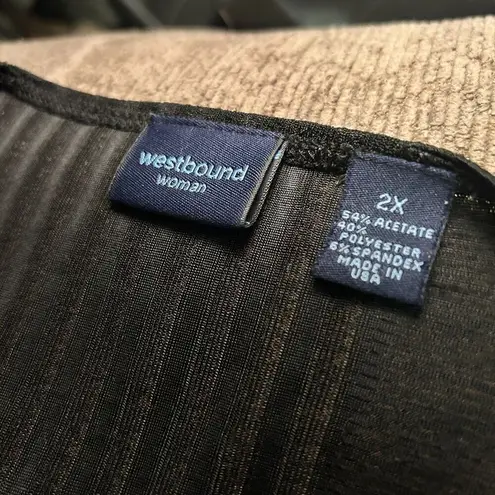 westbound
woman
2X
54% ACETATE
40%
POLYESTER
6% SPANDEX
MADE IN
USA